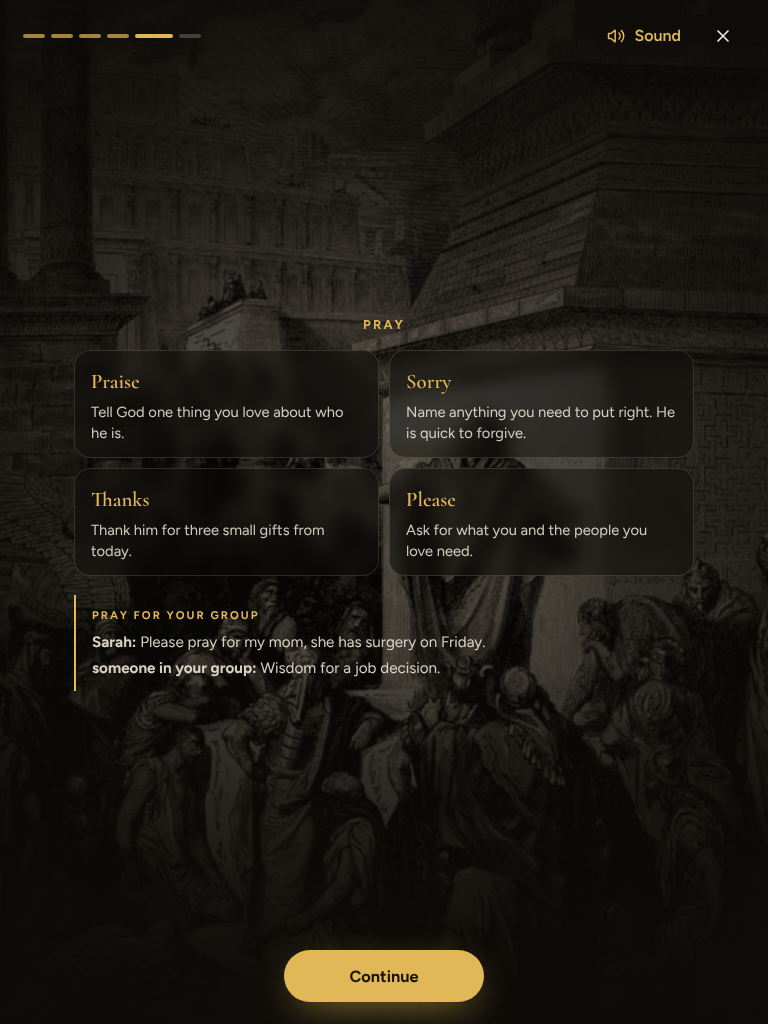 Sound
PRAY
Praise
Tell God one thing you love about who
he is.
Sorry
Name anything you need to put right. He
is quick to forgive.
Thanks
Thank him for three small gifts from
today.
Please
Ask for what you and the people you
love need.
PRAY FOR YOUR GROUP
Sarah: Please pray for my mom, she has surgery on Friday.
someone in your group: Wisdom for a job decision.
Continue